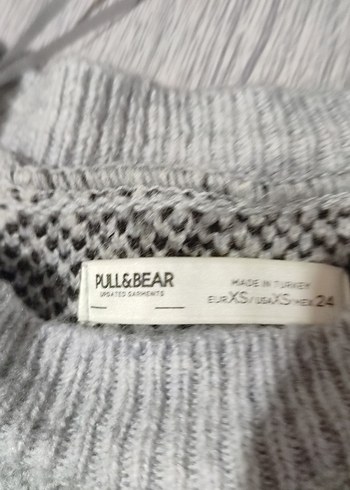 PULL&BEAR
UPDATED GARMENTS
MADE IN TURKEY
EUR XS / USA XS / MEX 24